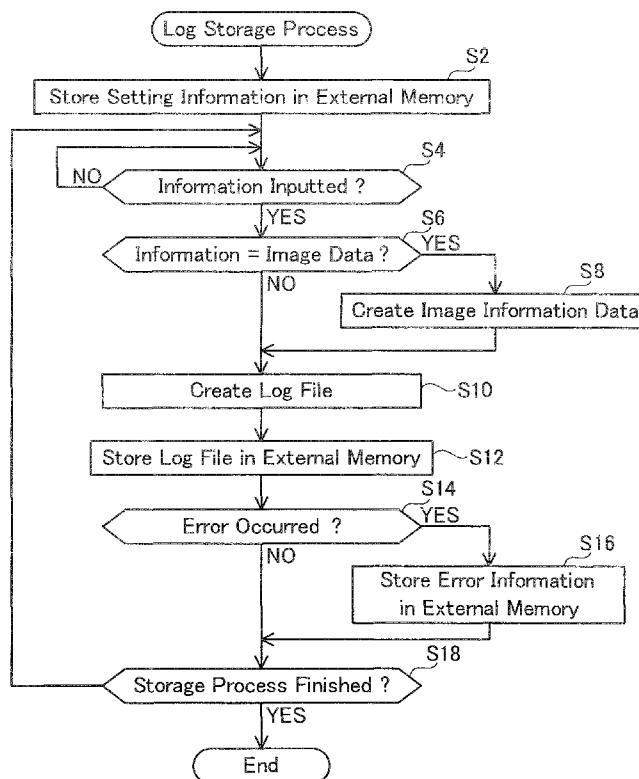 Log Storage Process
S2
Store Setting Information in External Memory
S4
NO
Information Inputted ?
YES
S6
Information = Image Data ?
YES
NO
S8
Create Image Information Data
Create Log File
S10
Store Log File in External Memory
S12
S14
Error Occurred ?
YES
NO
S16
Store Error Information
in External Memory
S18
Storage Process Finished ?
YES
End